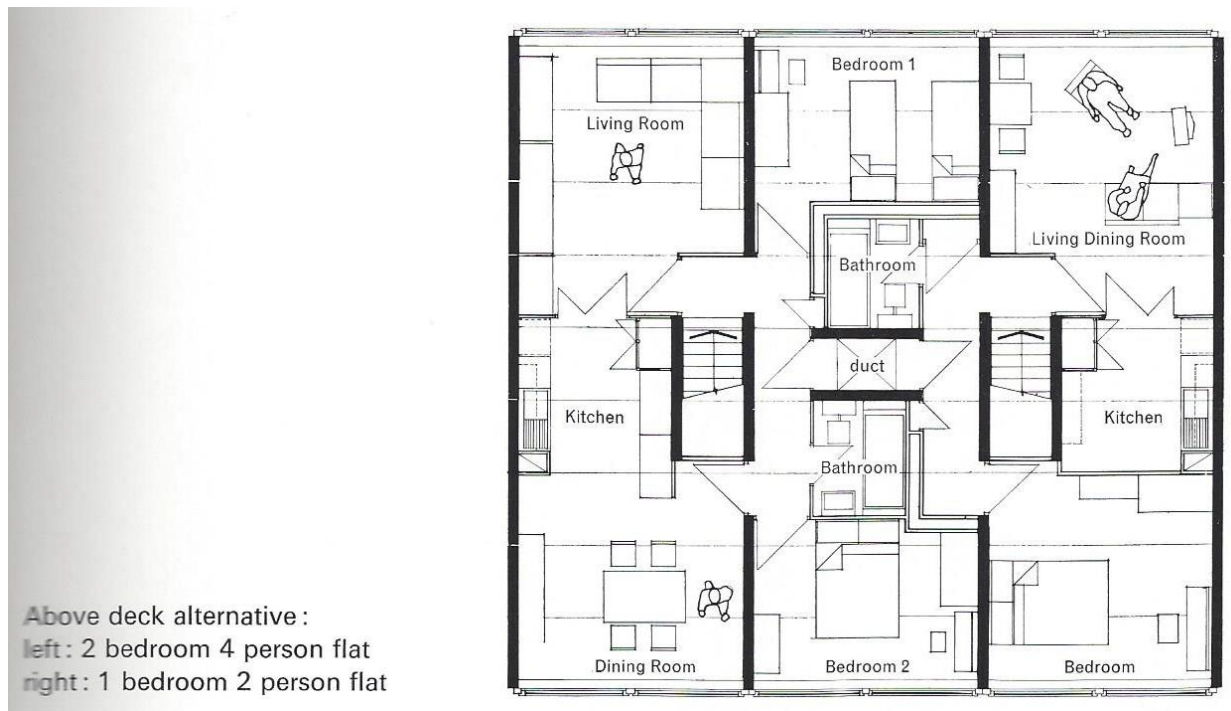 Living Room
Bedroom 1
Living Dining Room
Bathroom
duct
Kitchen
Kitchen
Bathroom
Dining Room
Bedroom 2
Bedroom
Above deck alternative:
left: 2 bedroom 4 person flat
right: 1 bedroom 2 person flat